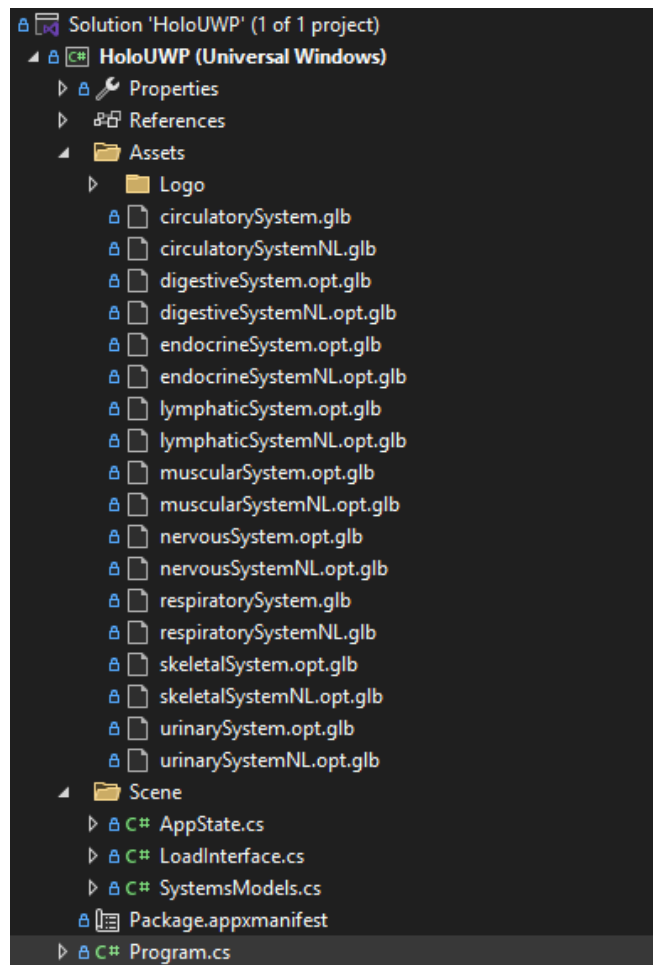 Solution 'HoloUWP' (1 of 1 project)
C# HoloUWP (Universal Windows)
Properties
References
Assets
Logo
circulatorySystem.glb
circulatorySystemNL.glb
digestiveSystem.opt.glb
digestiveSystemNL.opt.glb
endocrineSystem.opt.glb
endocrineSystemNL.opt.glb
lymphaticSystem.opt.glb
lymphaticSystemNL.opt.glb
muscularSystem.opt.glb
muscularSystemNL.opt.glb
nervousSystem.opt.glb
nervousSystemNL.opt.glb
respiratorySystem.glb
respiratorySystemNL.glb
skeletalSystem.opt.glb
skeletalSystemNL.opt.glb
urinarySystem.opt.glb
urinarySystemNL.opt.glb
Scene
C# AppState.cs
C# LoadInterface.cs
C# SystemsModels.cs
Package.appxmanifest
C# Program.cs